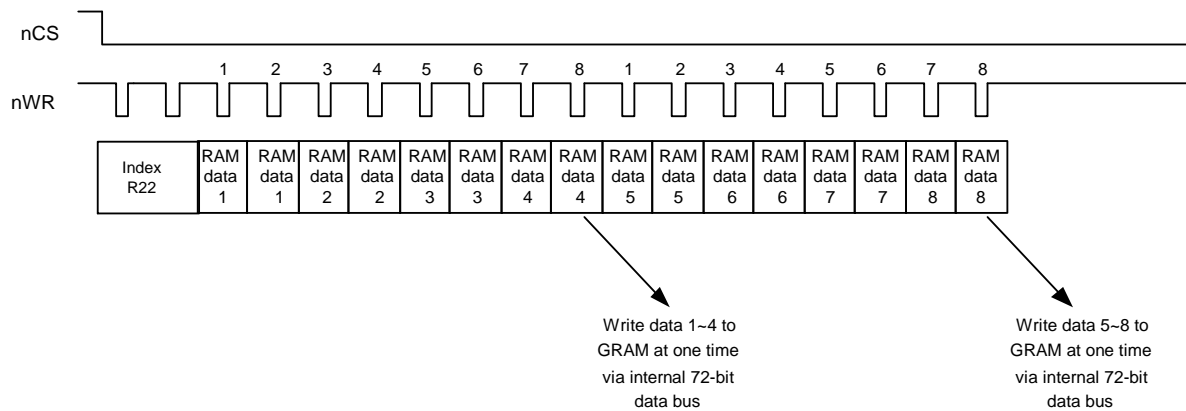 nCS
1 2 3 4 5 6 7 8 1 2 3 4 5 6 7 8
nWR
Index
R22
RAM RAM RAM RAM RAM RAM RAM RAM RAM RAM RAM RAM RAM RAM RAM RAM
data data data data data data data data data data data data data data data data
1 1 2 2 3 3 4 4 5 5 6 6 7 7 8 8
Write data 1~4 to
GRAM at one time
via internal 72-bit
data bus
Write data 5~8 to
GRAM at one time
via internal 72-bit
data bus